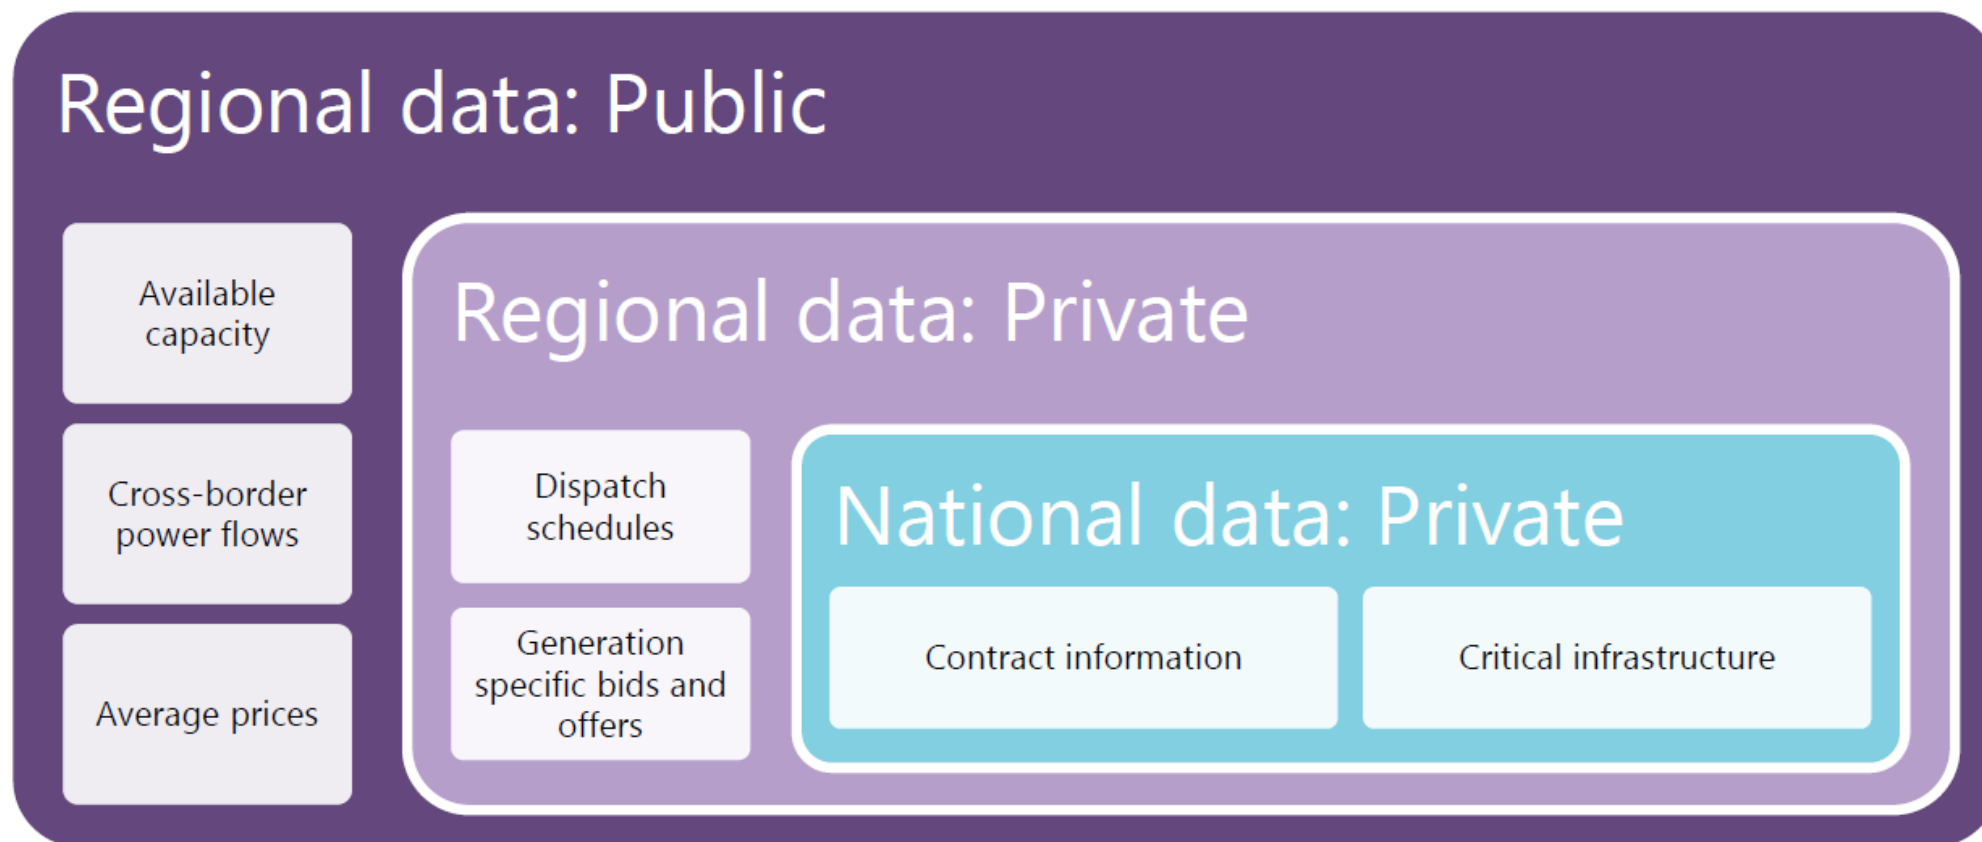 Regional data: Public
Available
capacity
Cross-border
power flows
Average prices
Regional data: Private
Dispatch
schedules
Generation
specific bids and
offers
National data: Private
Contract information
Critical infrastructure